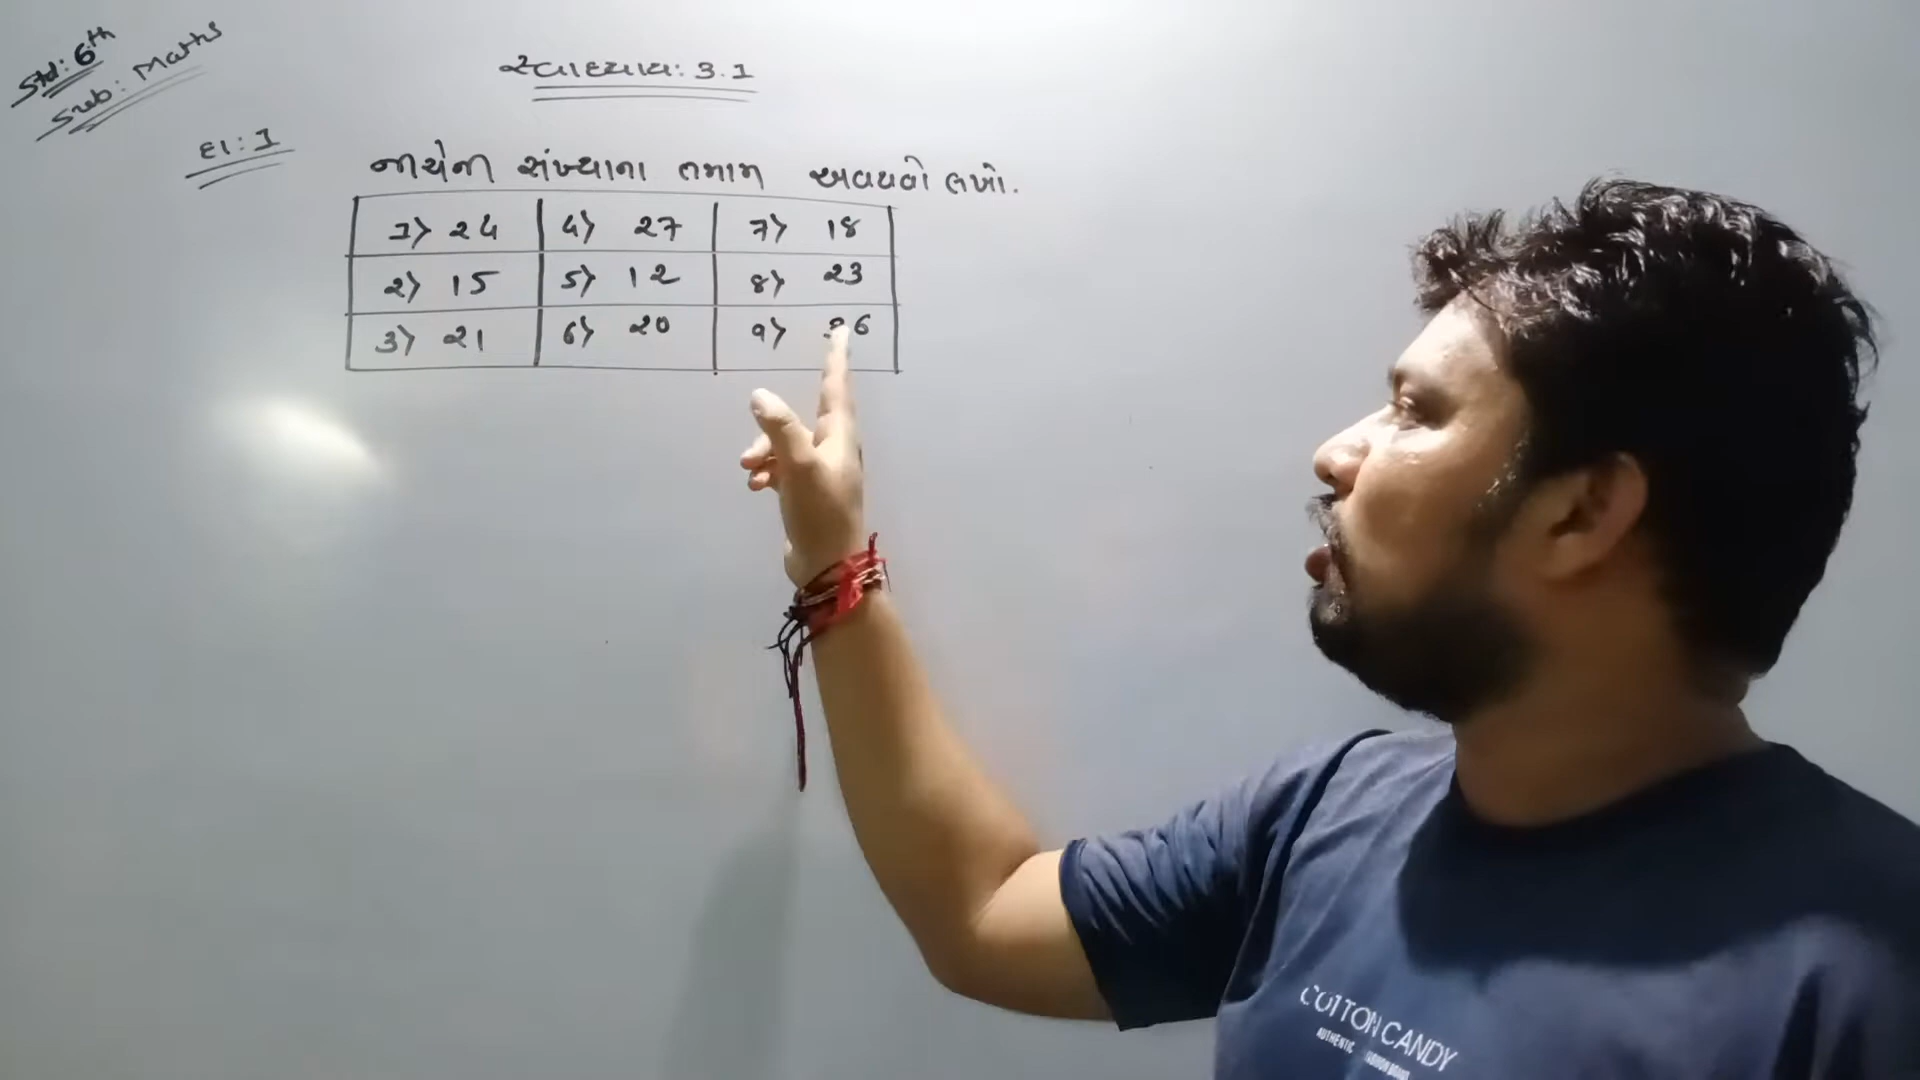 Std: 6th
Sub: Maths
સ્વાધ્યાય: 3.1
દા: 1
નીચેની સંખ્યાના તમામ અવયવો લખો.
1> 24 4> 27 7> 18
2> 15 5> 12 8> 23
3> 21 6> 20 9> 36
COTTON CANDY
AUTHENTIC